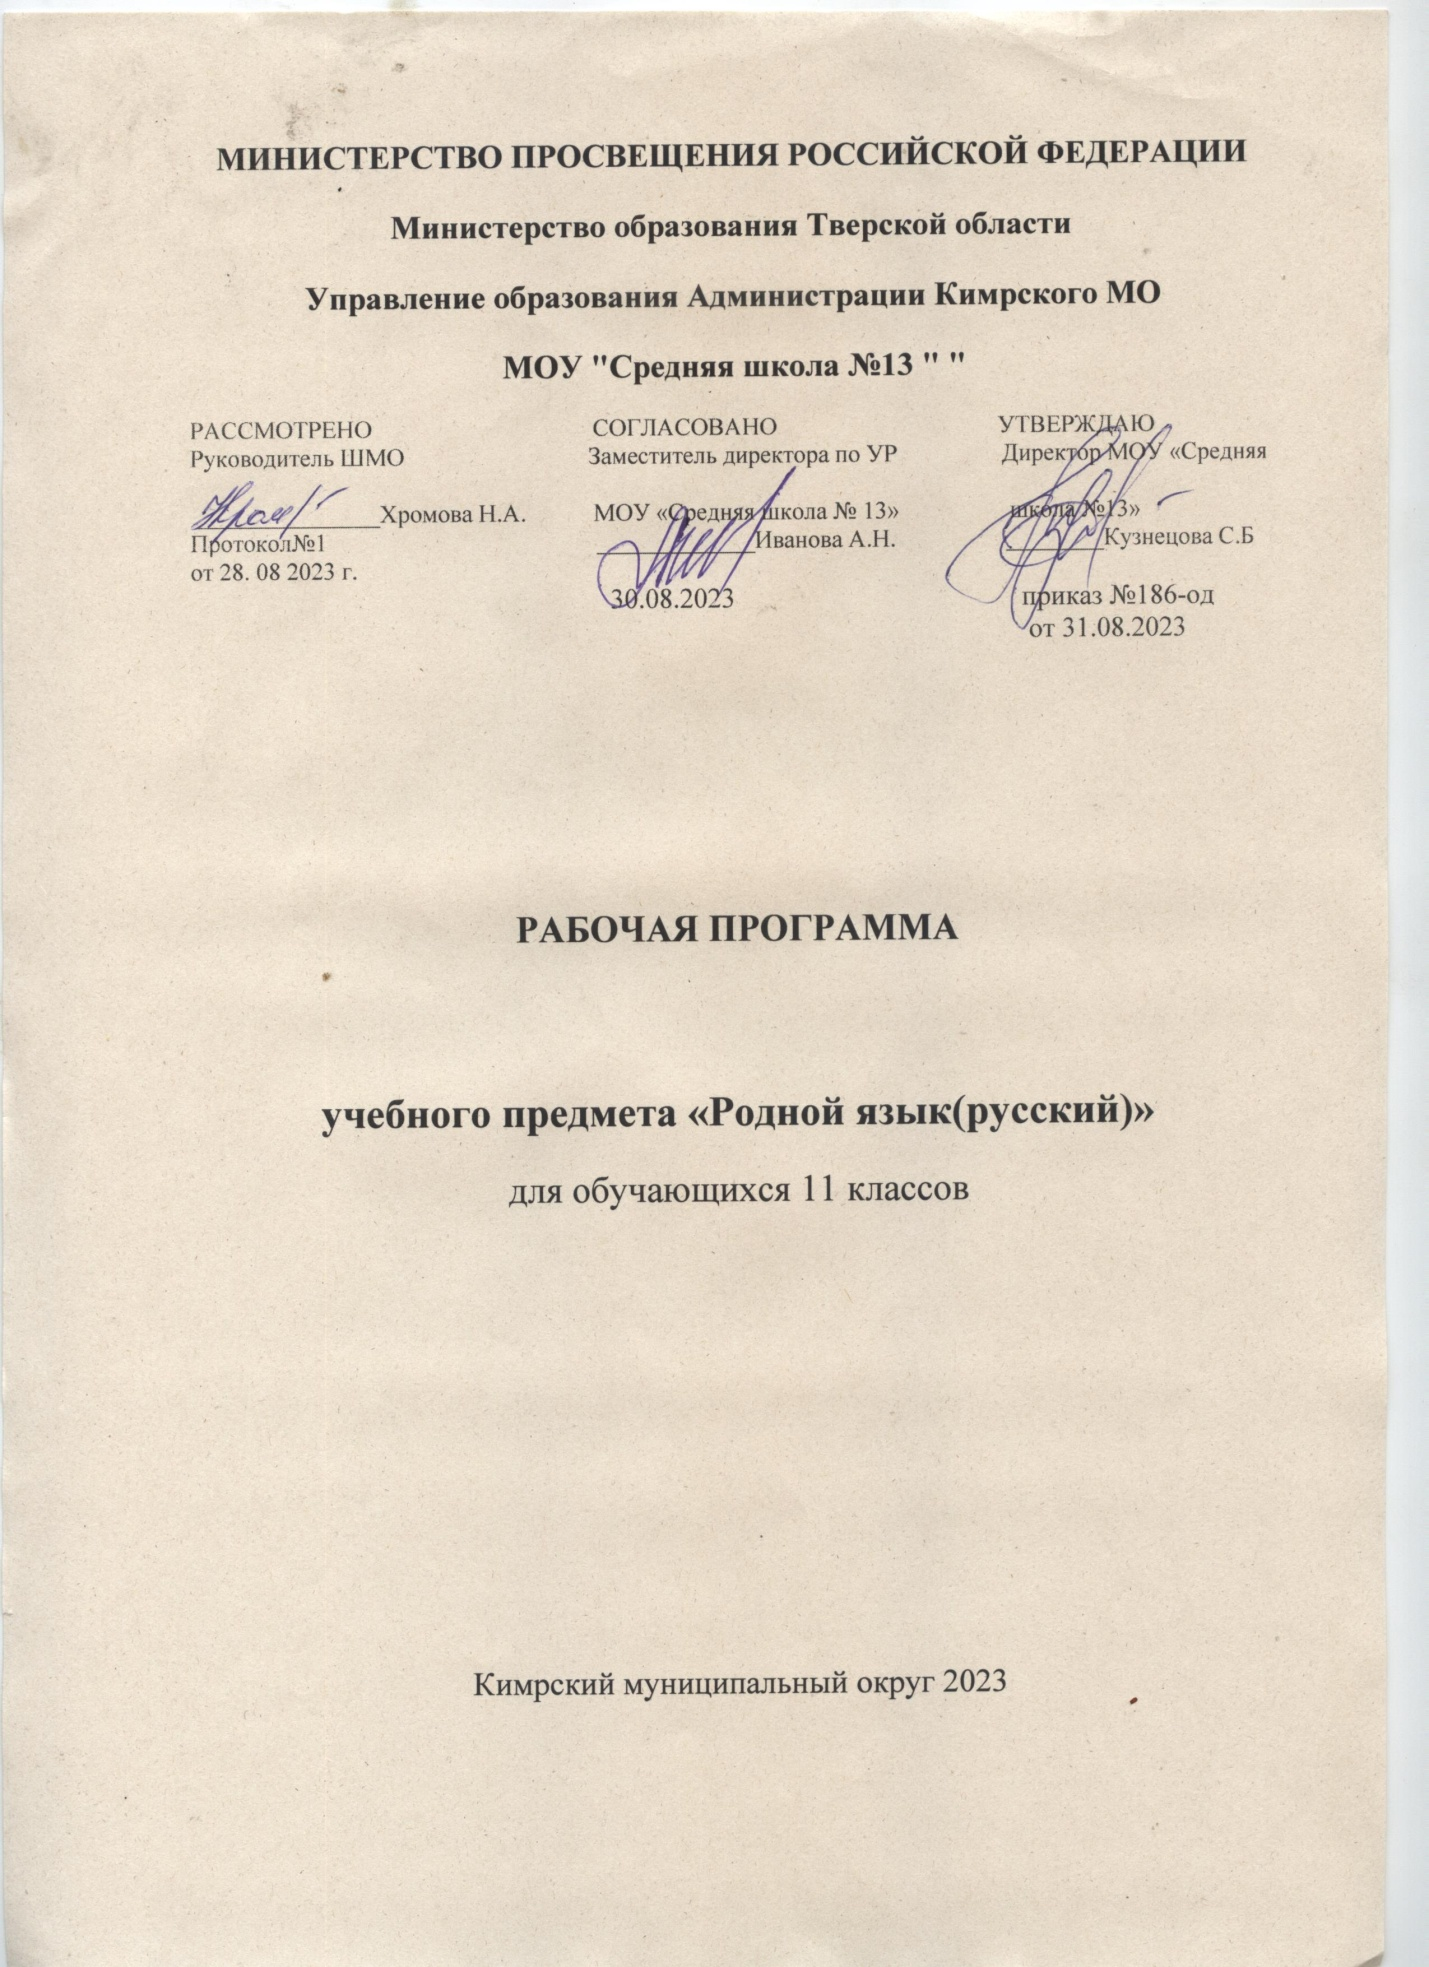 МИНИСТЕРСТВО ПРОСВЕЩЕНИЯ РОССИЙСКОЙ ФЕДЕРАЦИИ
Министерство образования Тверской области
Управление образования Администрации Кимрского МО
МОУ "Средняя школа №13 " "
РАССМОТРЕНО
Руководитель ШМО
Хромова Н.А.
Протокол№1
от 28. 08 2023 г.
СОГЛАСОВАНО
Заместитель директора по УР
МОУ «Средняя школа № 13»
Иванова А.Н.
30.08.2023
УТВЕРЖДАЮ
Директор МОУ «Средняя
школа №13»
Кузнецова С.Б
приказ №186-од
от 31.08.2023
РАБОЧАЯ ПРОГРАММА
учебного предмета «Родной язык(русский)»
для обучающихся 11 классов
Кимрский муниципальный округ 2023